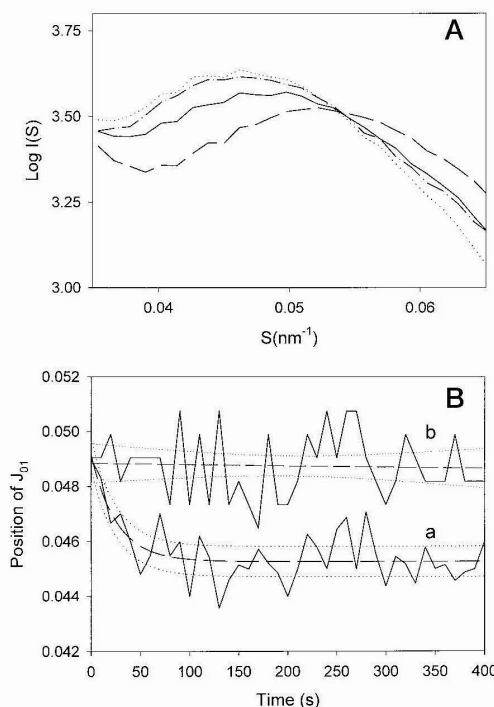 A
3.75
3.50
3.25
3.00
Log I(S)
0.04 0.05 0.06
S(nm⁻¹)
B
0.052
0.050
0.048
0.046
0.044
0.042
Position of J₀₁
b
a
0 50 100 150 200 250 300 350 400
Time (s)